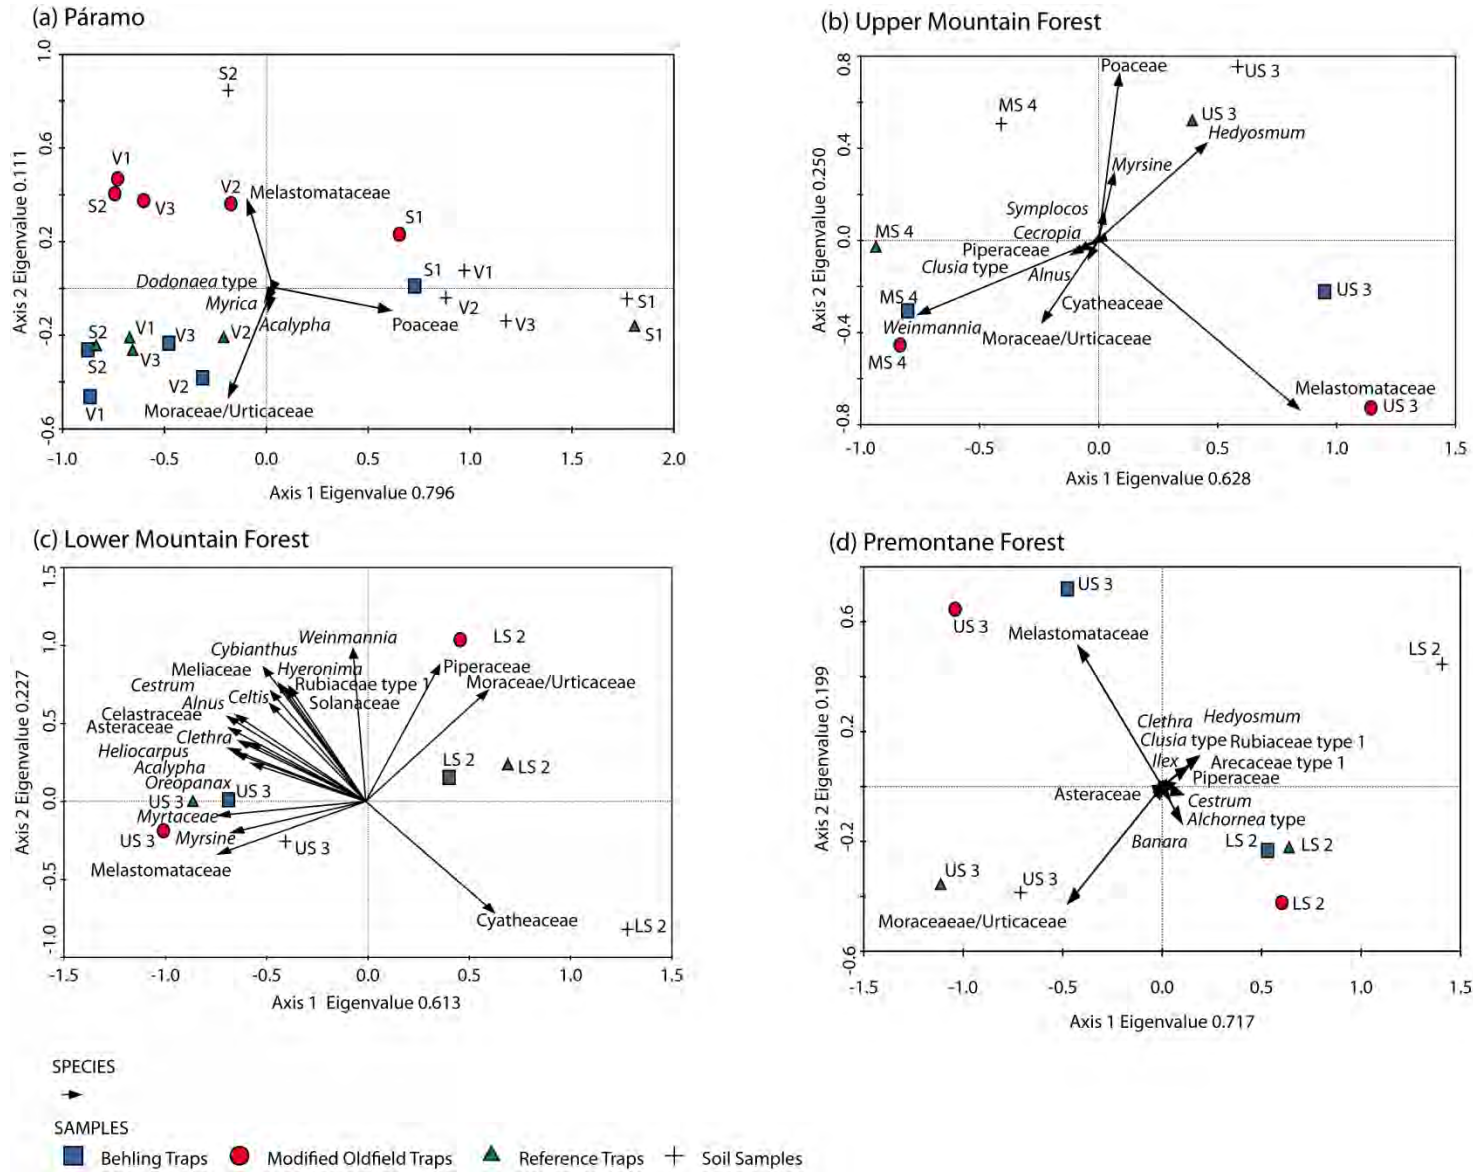 (a) Páramo
1.0
0.6
0.2
-0.2
-0.6
Axis 2 Eigenvalue 0.111
S2
V1
S2
V3
V2
Melastomataceae
S1
S1
V1
V2
V3
S1
S1
Dodonaea type
Myrica
Acalypha
Poaceae
S2
S2
V1
V3
V3
V2
V2
V1
Moraceae/Urticaceae
-1.0 -0.5 0.0 0.5 1.0 1.5 2.0
Axis 1 Eigenvalue 0.796
(b) Upper Mountain Forest
0.8
0.4
0.0
-0.4
-0.8
Axis 2 Eigenvalue 0.250
Poaceae
US 3
MS 4
US 3
Hedyosmum
Myrsine
Symplocos
Cecropia
MS 4
Piperaceae
Clusia type
Alnus
MS 4
Cyatheaceae
US 3
Weinmannia
Moraceae/Urticaceae
MS 4
Melastomataceae
US 3
-1.0 -0.5 0.0 0.5 1.0 1.5
Axis 1 Eigenvalue 0.628
(c) Lower Mountain Forest
1.5
1.0
0.5
0.0
-0.5
-1.0
Axis 2 Eigenvalue 0.227
Weinmannia
LS 2
Cybianthus
Meliaceae
Hyeronima
Piperaceae
Cestrum
Rubiaceae type 1
Moraceae/Urticaceae
Alnus
Celtis
Solanaceae
Celastraceae
Asteraceae
Clethra
Heliocarpus
LS 2
LS 2
Acalypha
Oreopanax
US 3
US 3
Myrtaceae
US 3
Myrsine
US 3
Melastomataceae
Cyatheaceae
LS 2
-1.5 -1.0 -0.5 0.0 0.5 1.0 1.5
Axis 1 Eigenvalue 0.613
(d) Premontane Forest
0.6
0.2
-0.2
-0.6
Axis 2 Eigenvalue 0.199
US 3
US 3
Melastomataceae
LS 2
Clethra
Hedyosmum
Clusia type
Rubiaceae type 1
Ilex
Arecaceae type 1
Piperaceae
Asteraceae
Cestrum
Alchornea type
Banara
LS 2
LS 2
US 3
US 3
LS 2
Moraceaeae/Urticaceae
-1.5 -1.0 -0.5 0.0 0.5 1.0 1.5
Axis 1 Eigenvalue 0.717
SPECIES
SAMPLES
Behling Traps Modified Oldfield Traps Reference Traps Soil Samples